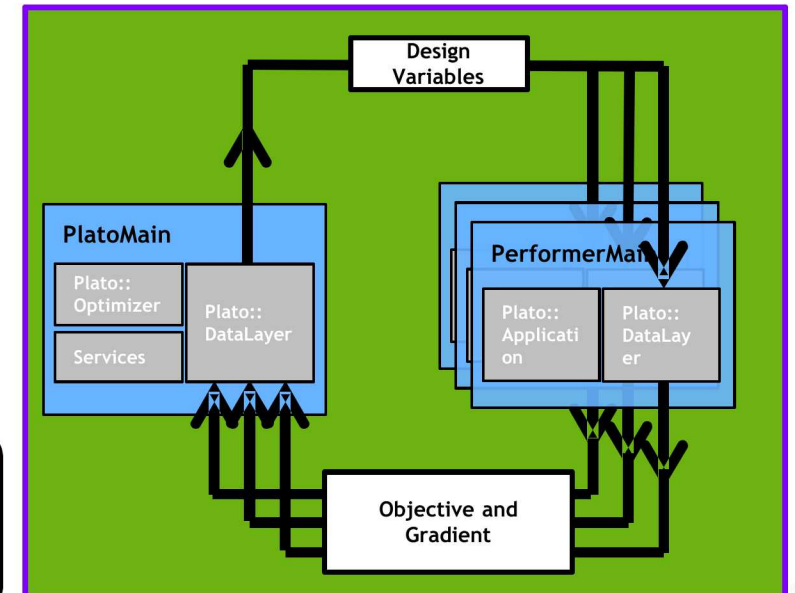 Design
Variables
PlatoMain
Plato::
Optimizer
Services
Plato::
DataLayer
PerformerMain
Plato::
Applicati
on
Plato::
DataLay
er
Objective and
Gradient